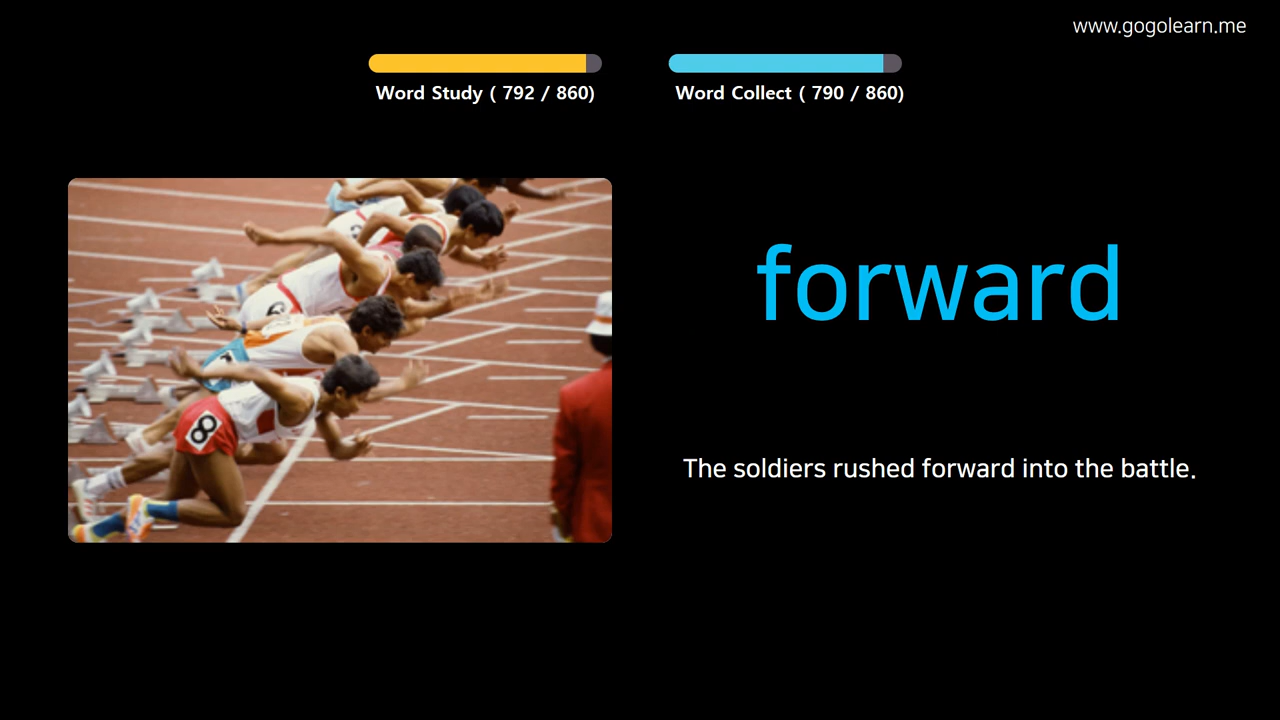 www.gogolearn.me
Word Study ( 792 / 860)
Word Collect ( 790 / 860)
forward
The soldiers rushed forward into the battle.
8